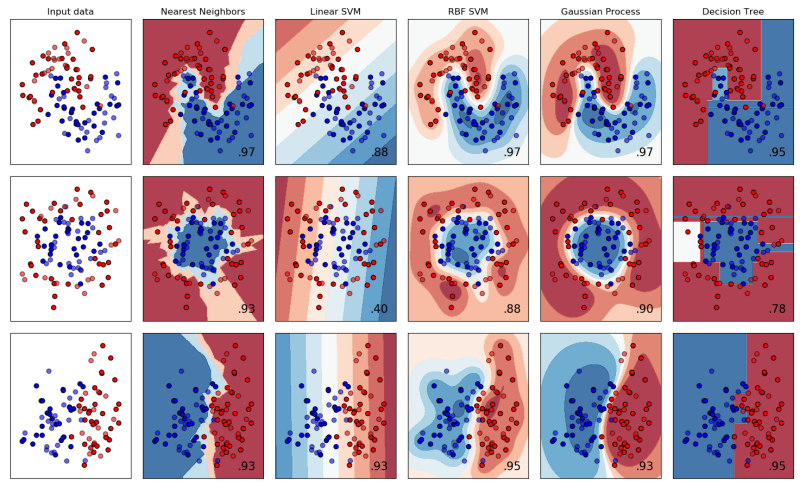 Input data Nearest Neighbors Linear SVM RBF SVM Gaussian Process Decision Tree
.97 .88 .97 .97 .95
.93 .40 .88 .90 .78
.93 .93 .95 .93 .95